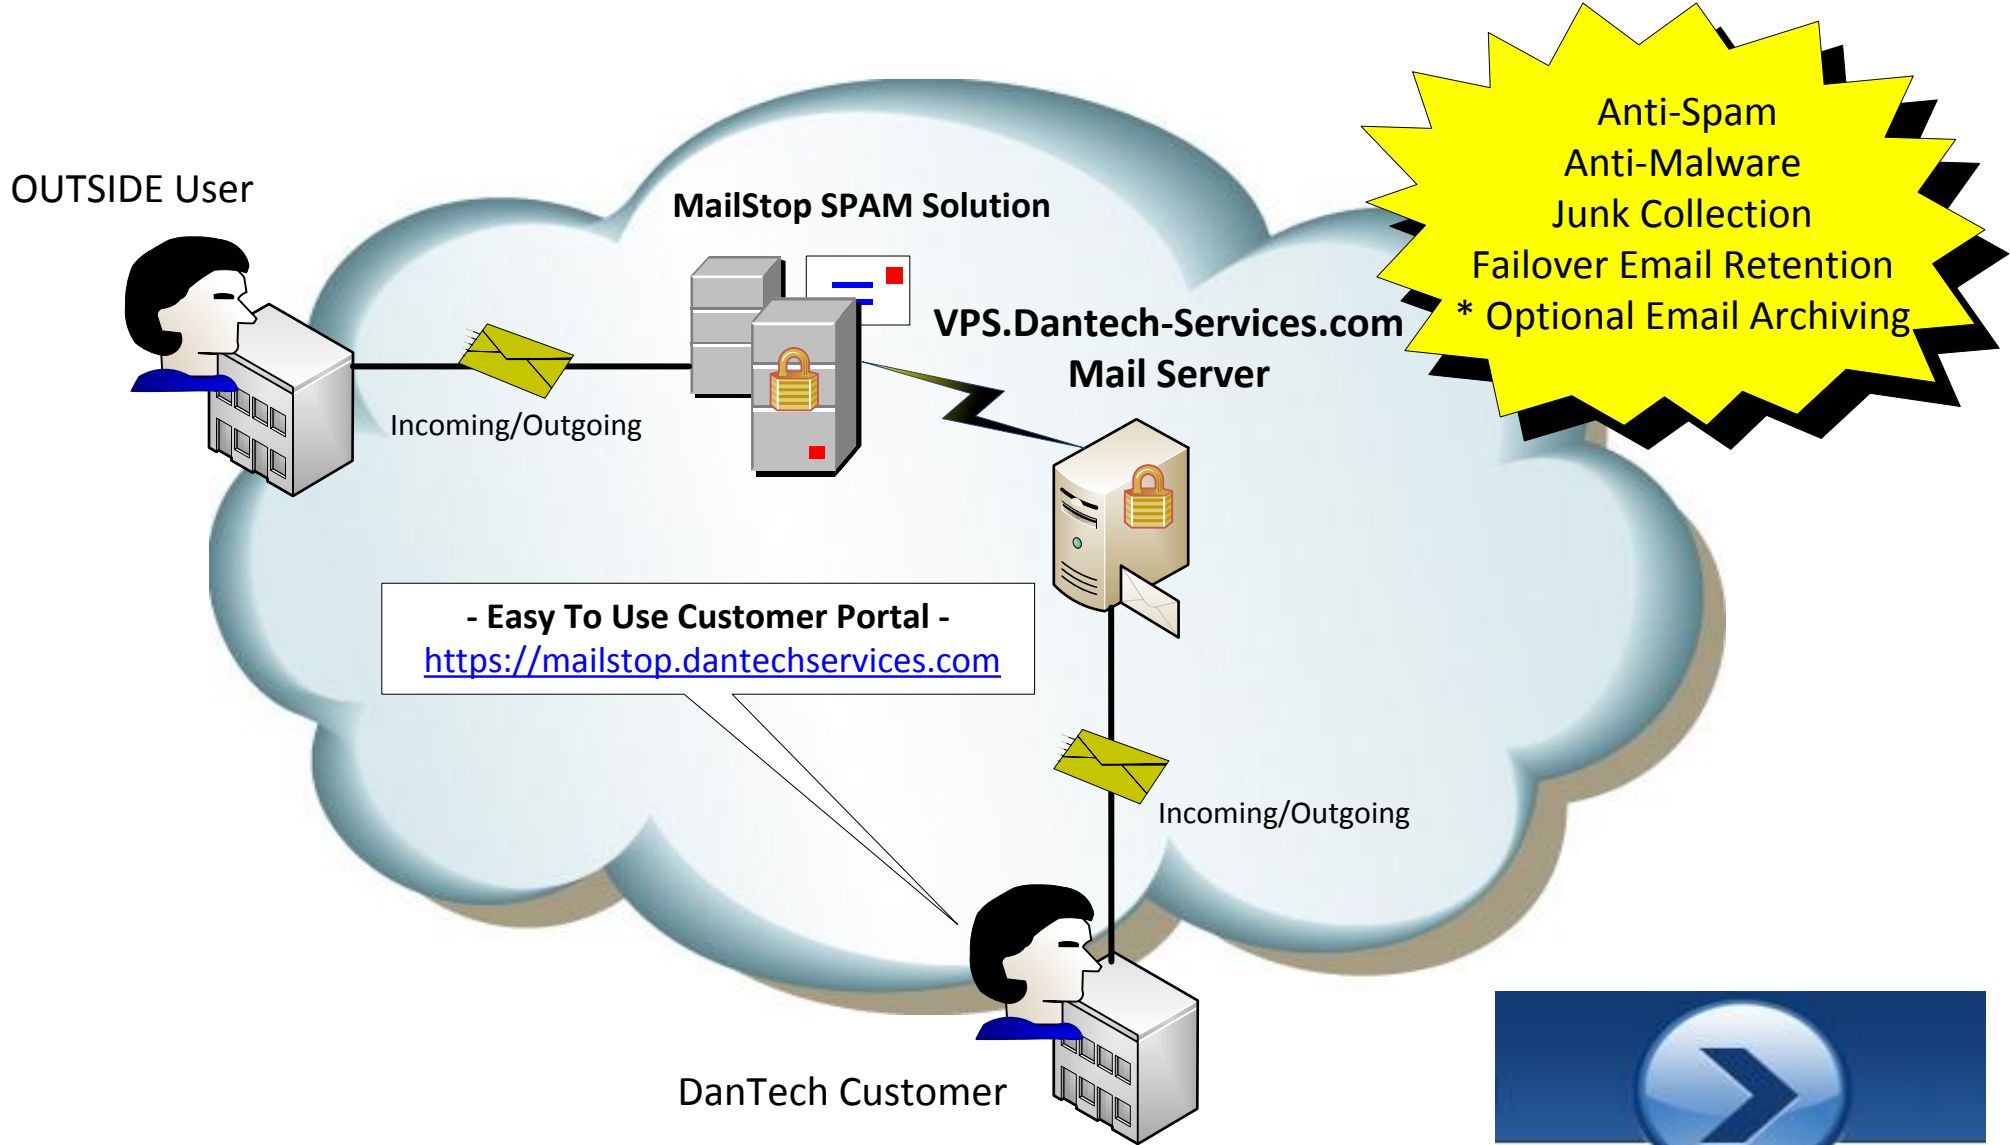 OUTSIDE User
MailStop SPAM Solution
Anti-Spam
Anti-Malware
Junk Collection
Failover Email Retention
* Optional Email Archiving
VPS.Dantech-Services.com
Mail Server
Incoming/Outgoing
- Easy To Use Customer Portal -
https://mailstop.dantechservices.com
Incoming/Outgoing
DanTech Customer